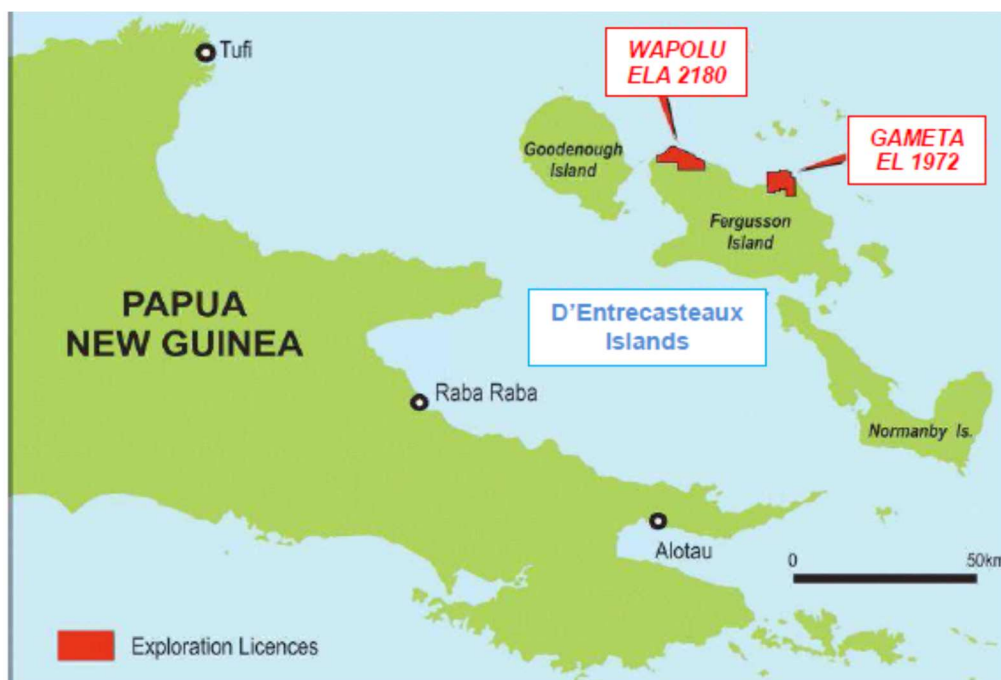 Tufi
WAPOLU
ELA 2180
GAMETA
EL 1972
Goodenough
Island
Fergusson
Island
PAPUA
NEW GUINEA
D'Entrecasteaux
Islands
Raba Raba
Normanby Is.
Alotau
0 50km
Exploration Licences